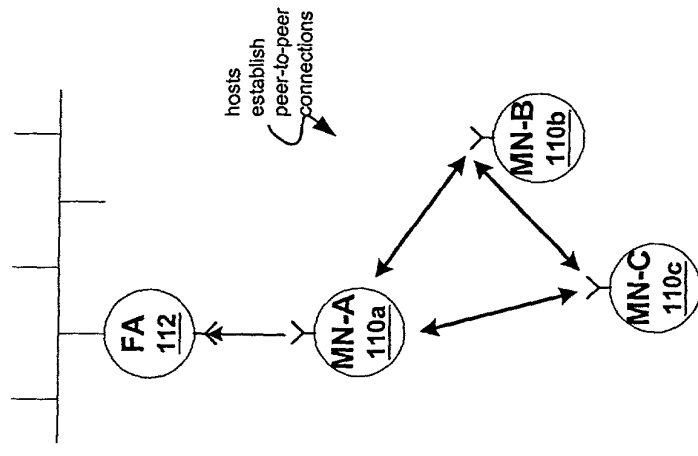 FA
112
MN-A
110a
MN-B
110b
MN-C
110c
hosts
establish
peer-to-peer
connections